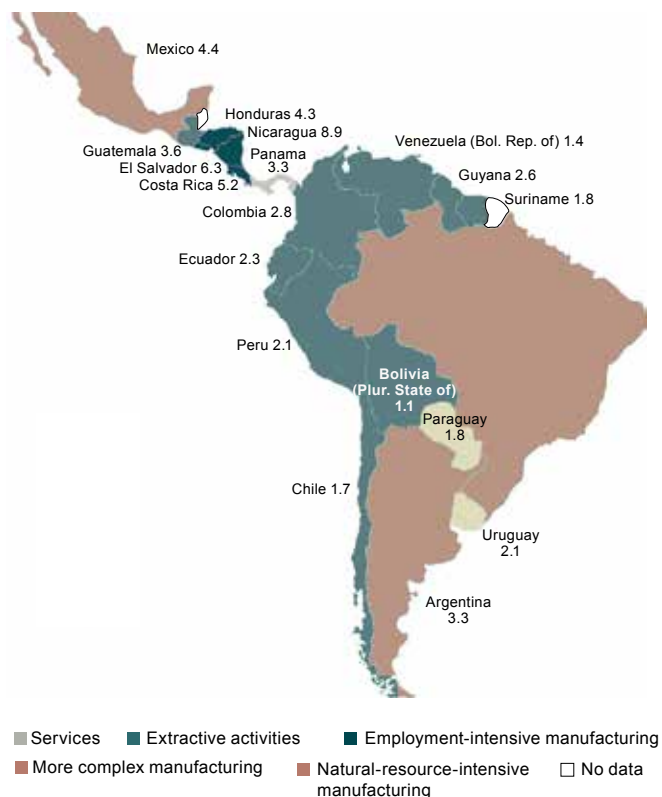 Mexico 4.4
Honduras 4.3
Nicaragua 8.9
Guatemala 3.6
Panama
3.3
El Salvador 6.3
Costa Rica 5.2
Venezuela (Bol. Rep. of) 1.4
Guyana 2.6
Suriname 1.8
Colombia 2.8
Ecuador 2.3
Peru 2.1
Bolivia
(Plur. State of)
1.1
Paraguay
1.8
Chile 1.7
Uruguay
2.1
Argentina
3.3
Services
Extractive activities
Employment-intensive manufacturing
More complex manufacturing
Natural-resource-intensive
manufacturing
No data